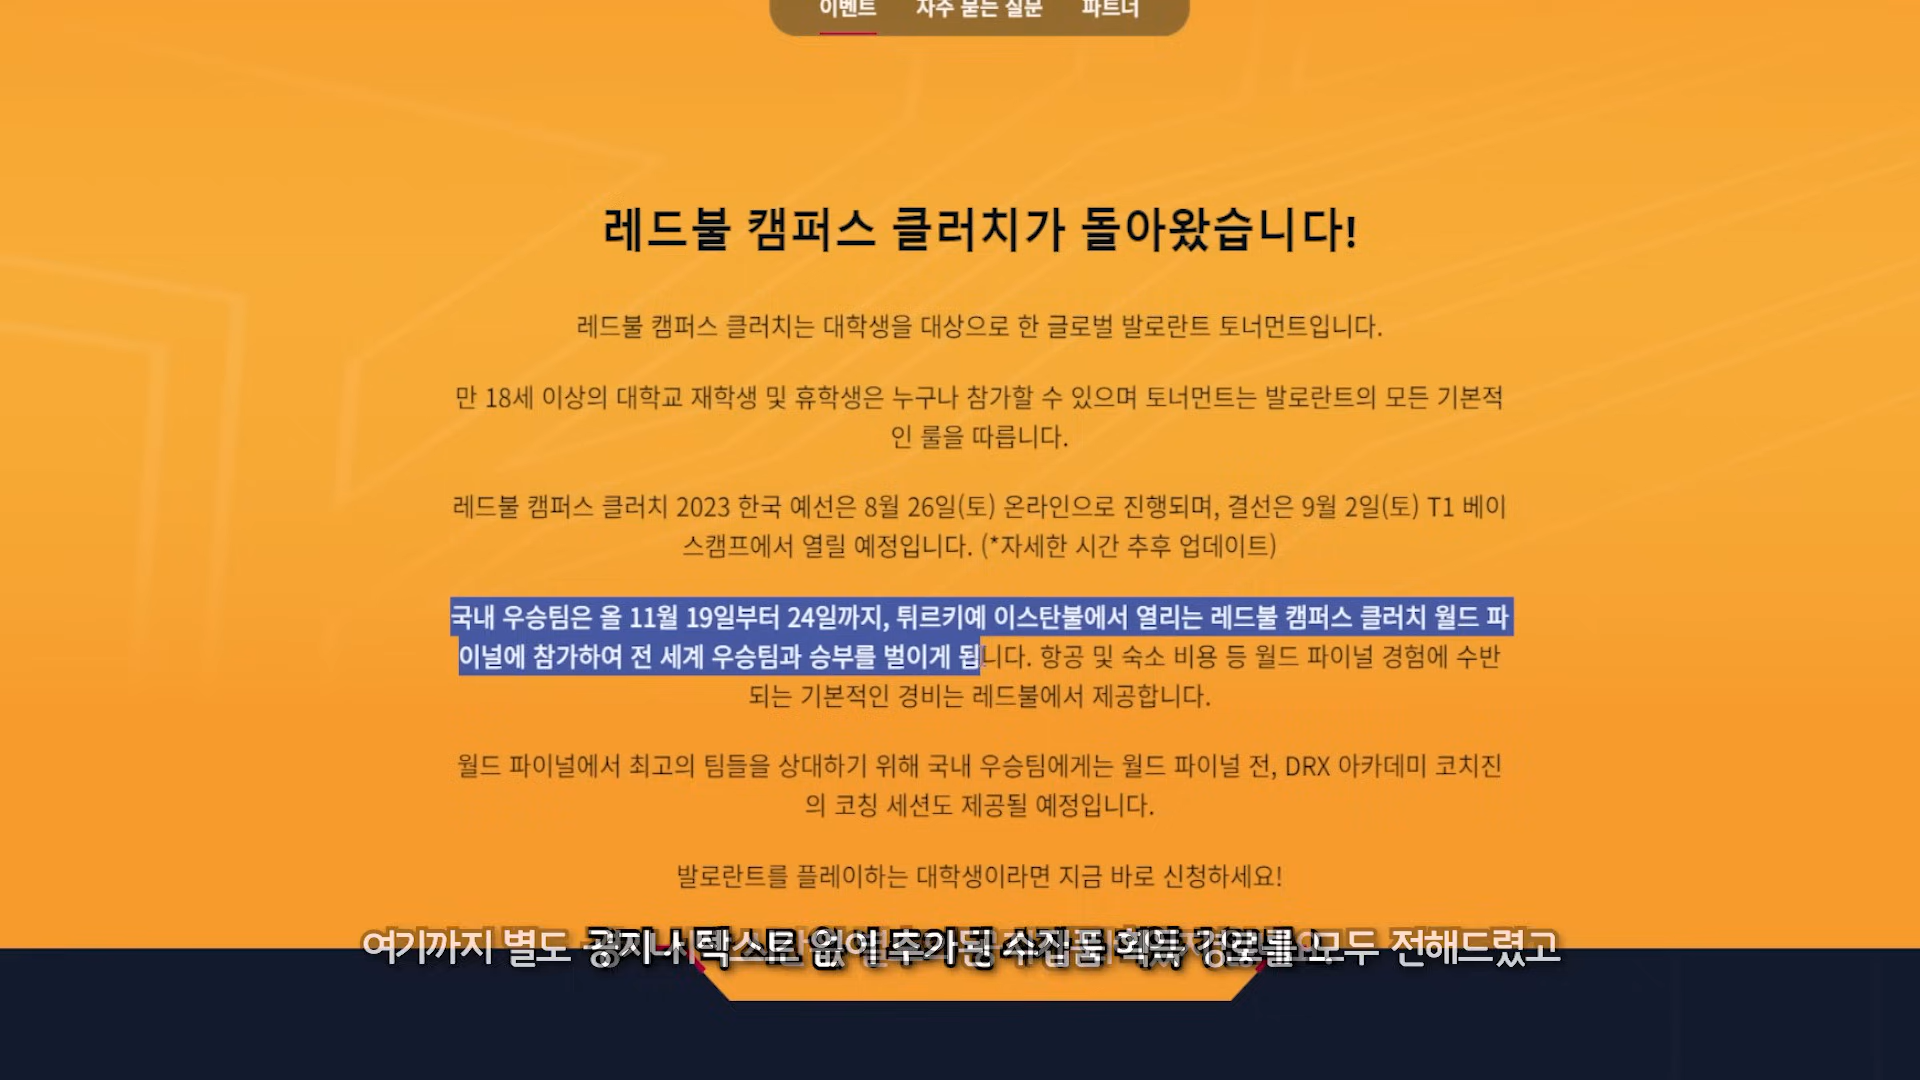 이벤트 자주 묻는 질문 파트너
레드불 캠퍼스 클러치가 돌아왔습니다!
레드불 캠퍼스 클러치는 대학생을 대상으로 한 글로벌 발로란트 토너먼트입니다.
만 18세 이상의 대학교 재학생 및 휴학생은 누구나 참가할 수 있으며 토너먼트는 발로란트의 모든 기본적
인 룰을 따릅니다.
레드불 캠퍼스 클러치 2023 한국 예선은 8월 26일(토) 온라인으로 진행되며, 결선은 9월 2일(토) T1 베이
스캠프에서 열릴 예정입니다. (*자세한 시간 추후 업데이트)
국내 우승팀은 올 11월 19일부터 24일까지, 튀르키예 이스탄불에서 열리는 레드불 캠퍼스 클러치 월드 파
이널에 참가하여 전 세계 우승팀과 승부를 벌이게 됩니다. 항공 및 숙소 비용 등 월드 파이널 경험에 수반
되는 기본적인 경비는 레드불에서 제공합니다.
월드 파이널에서 최고의 팀들을 상대하기 위해 국내 우승팀에게는 월드 파이널 전, DRX 아카데미 코치진
의 코칭 세션도 제공될 예정입니다.
발로란트를 플레이하는 대학생이라면 지금 바로 신청하세요!
여기까지 별도 수집품 획득 경로를 모두 전해드렸고